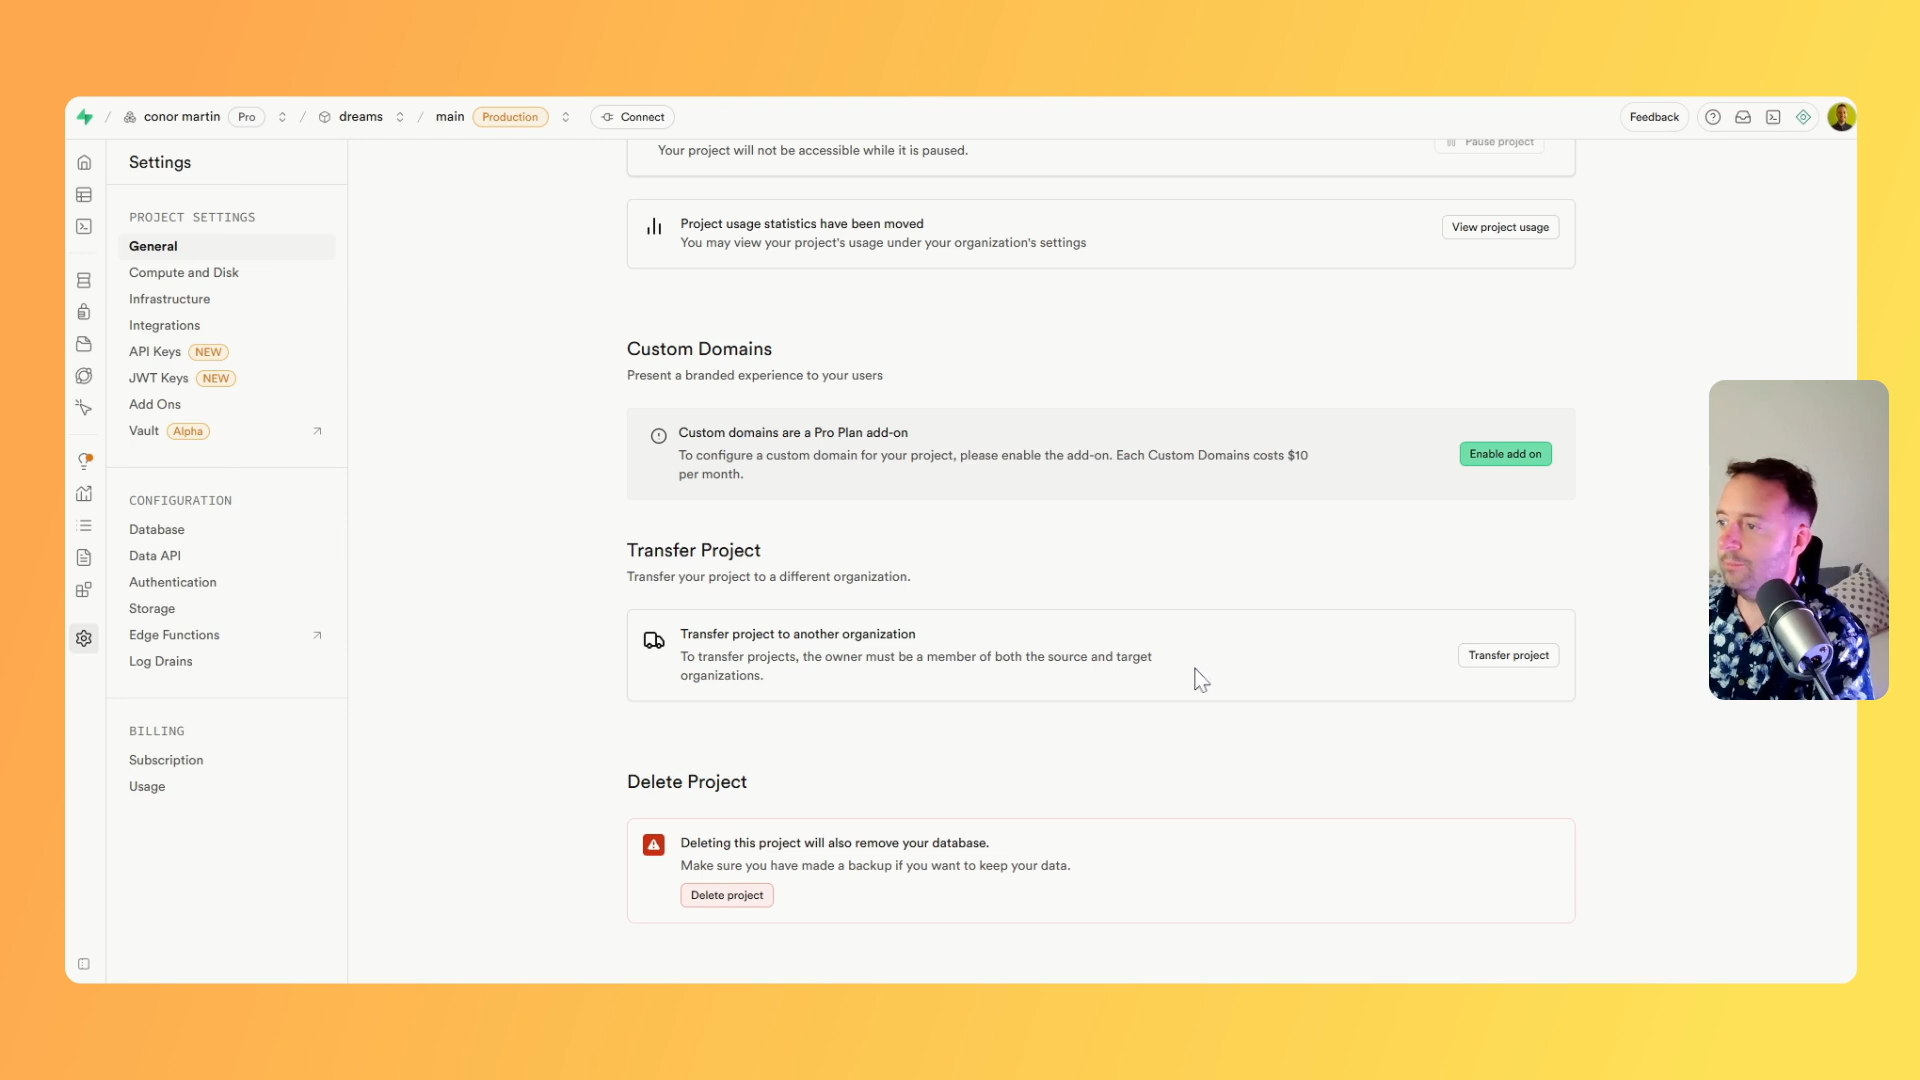 / conor martin Pro / dreams / main Production Connect
Feedback
Settings
PROJECT SETTINGS
General
Compute and Disk
Infrastructure
Integrations
API Keys NEW
JWT Keys NEW
Add Ons
Vault Alpha
CONFIGURATION
Database
Data API
Authentication
Storage
Edge Functions
Log Drains
BILLING
Subscription
Usage
Your project will not be accessible while it is paused.
Pause project
Project usage statistics have been moved
You may view your project's usage under your organization's settings
View project usage
Custom Domains
Present a branded experience to your users
Custom domains are a Pro Plan add-on
To configure a custom domain for your project, please enable the add-on. Each Custom Domains costs $10
per month.
Enable add on
Transfer Project
Transfer your project to a different organization.
Transfer project to another organization
To transfer projects, the owner must be a member of both the source and target
organizations.
Transfer project
Delete Project
Deleting this project will also remove your database.
Make sure you have made a backup if you want to keep your data.
Delete project